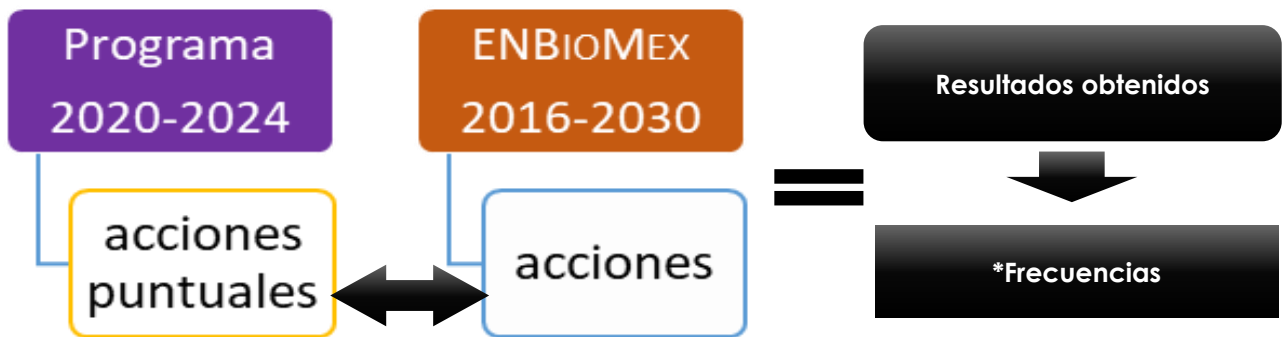 Programa
2020-2024
ENBIOMEX
2016-2030
Resultados obtenidos
acciones
puntuales
acciones
*Frecuencias